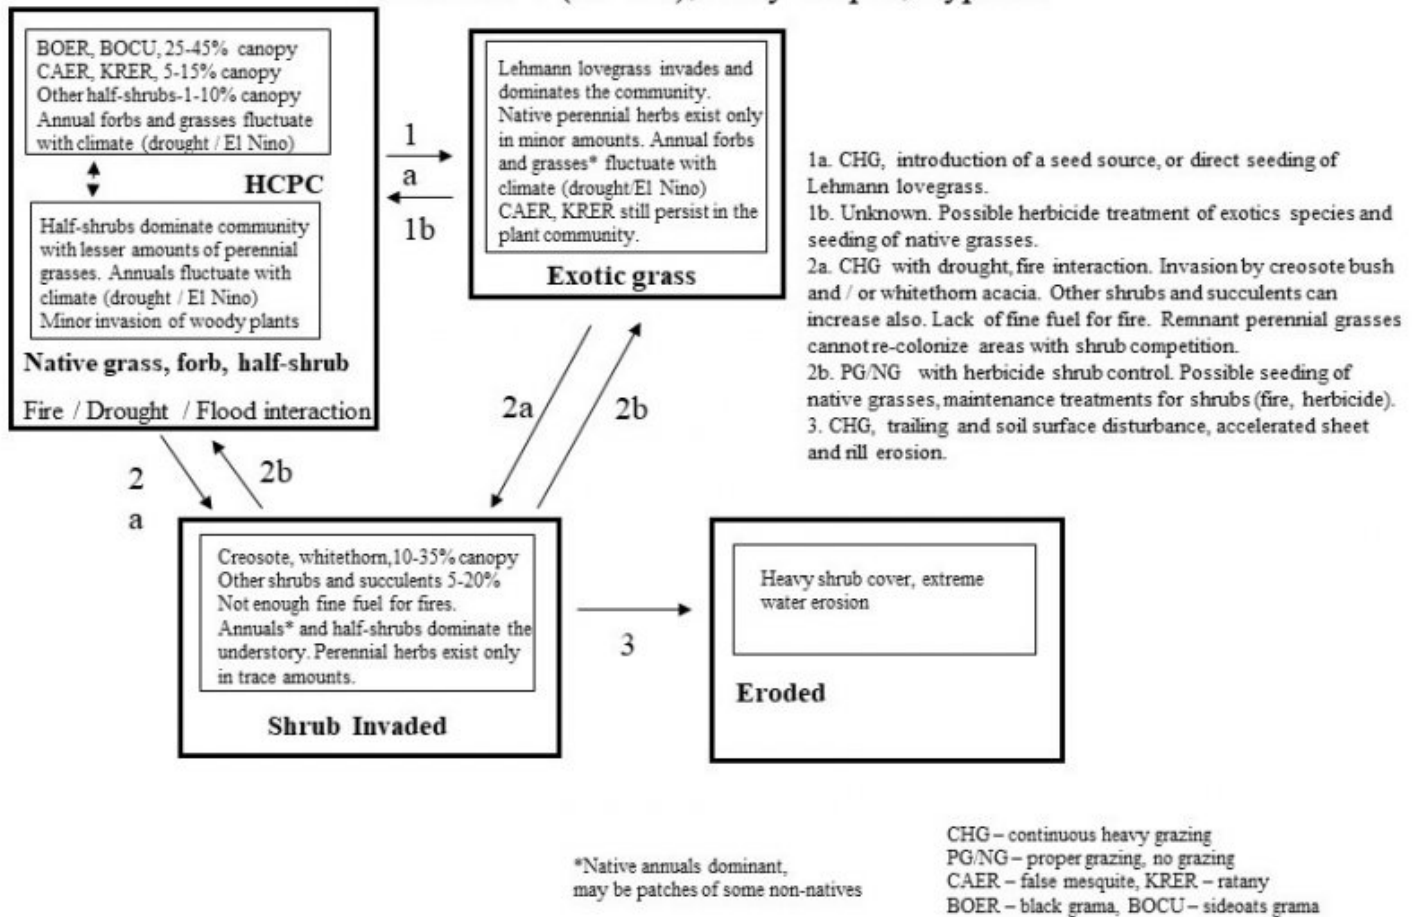 BOER, BOCU, 25-45% canopy
CAER, KRER, 5-15% canopy
Other half-shrubs-1-10% canopy
Annual forbs and grasses fluctuate
with climate (drought / El Nino)
HCPC
Half-shrubs dominate community
with lesser amounts of perennial
grasses. Annuals fluctuate with
climate (drought / El Nino)
Minor invasion of woody plants
Native grass, forb, half-shrub
Fire / Drought / Flood interaction
1
a
1b
Lehmann lovegrass invades and
dominates the community.
Native perennial herbs exist only
in minor amounts. Annual forbs
and grasses* fluctuate with
climate (drought/El Nino)
CAER, KRER still persist in the
plant community.
Exotic grass
1a. CHG, introduction of a seed source, or direct seeding of
Lehmann lovegrass.
1b. Unknown. Possible herbicide treatment of exotics species and
seeding of native grasses.
2a. CHG with drought, fire interaction. Invasion by creosote bush
and / or whitethorn acacia. Other shrubs and succulents can
increase also. Lack of fine fuel for fire. Remnant perennial grasses
cannot re-colonize areas with shrub competition.
2b. PG/NG with herbicide shrub control. Possible seeding of
native grasses, maintenance treatments for shrubs (fire, herbicide).
3. CHG, trailing and soil surface disturbance, accelerated sheet
and rill erosion.
2
a
2b
2a
2b
Creosote, whitethorn,10-35% canopy
Other shrubs and succulents 5-20%
Not enough fine fuel for fires.
Annuals* and half-shrubs dominate the
understory. Perennial herbs exist only
in trace amounts.
Shrub Invaded
3
Heavy shrub cover, extreme
water erosion
Eroded
*Native annuals dominant,
may be patches of some non-natives
CHG – continuous heavy grazing
PG/NG – proper grazing, no grazing
CAER – false mesquite, KRER – ratany
BOER – black grama, BOCU – sideoats grama